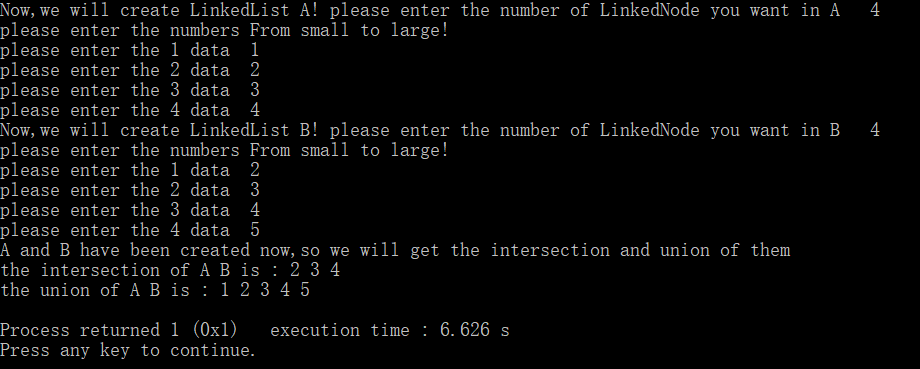 Now,we will create LinkedList A! please enter the number of LinkedNode you want in A   4
please enter the numbers From small to large!
please enter the 1 data  1
please enter the 2 data  2
please enter the 3 data  3
please enter the 4 data  4
Now,we will create LinkedList B! please enter the number of LinkedNode you want in B   4
please enter the numbers From small to large!
please enter the 1 data  2
please enter the 2 data  3
please enter the 3 data  4
please enter the 4 data  5
A and B have been created now,so we will get the intersection and union of them
the intersection of A B is : 2 3 4
the union of A B is : 1 2 3 4 5
Process returned 1 (0x1)   execution time : 6.626 s
Press any key to continue.